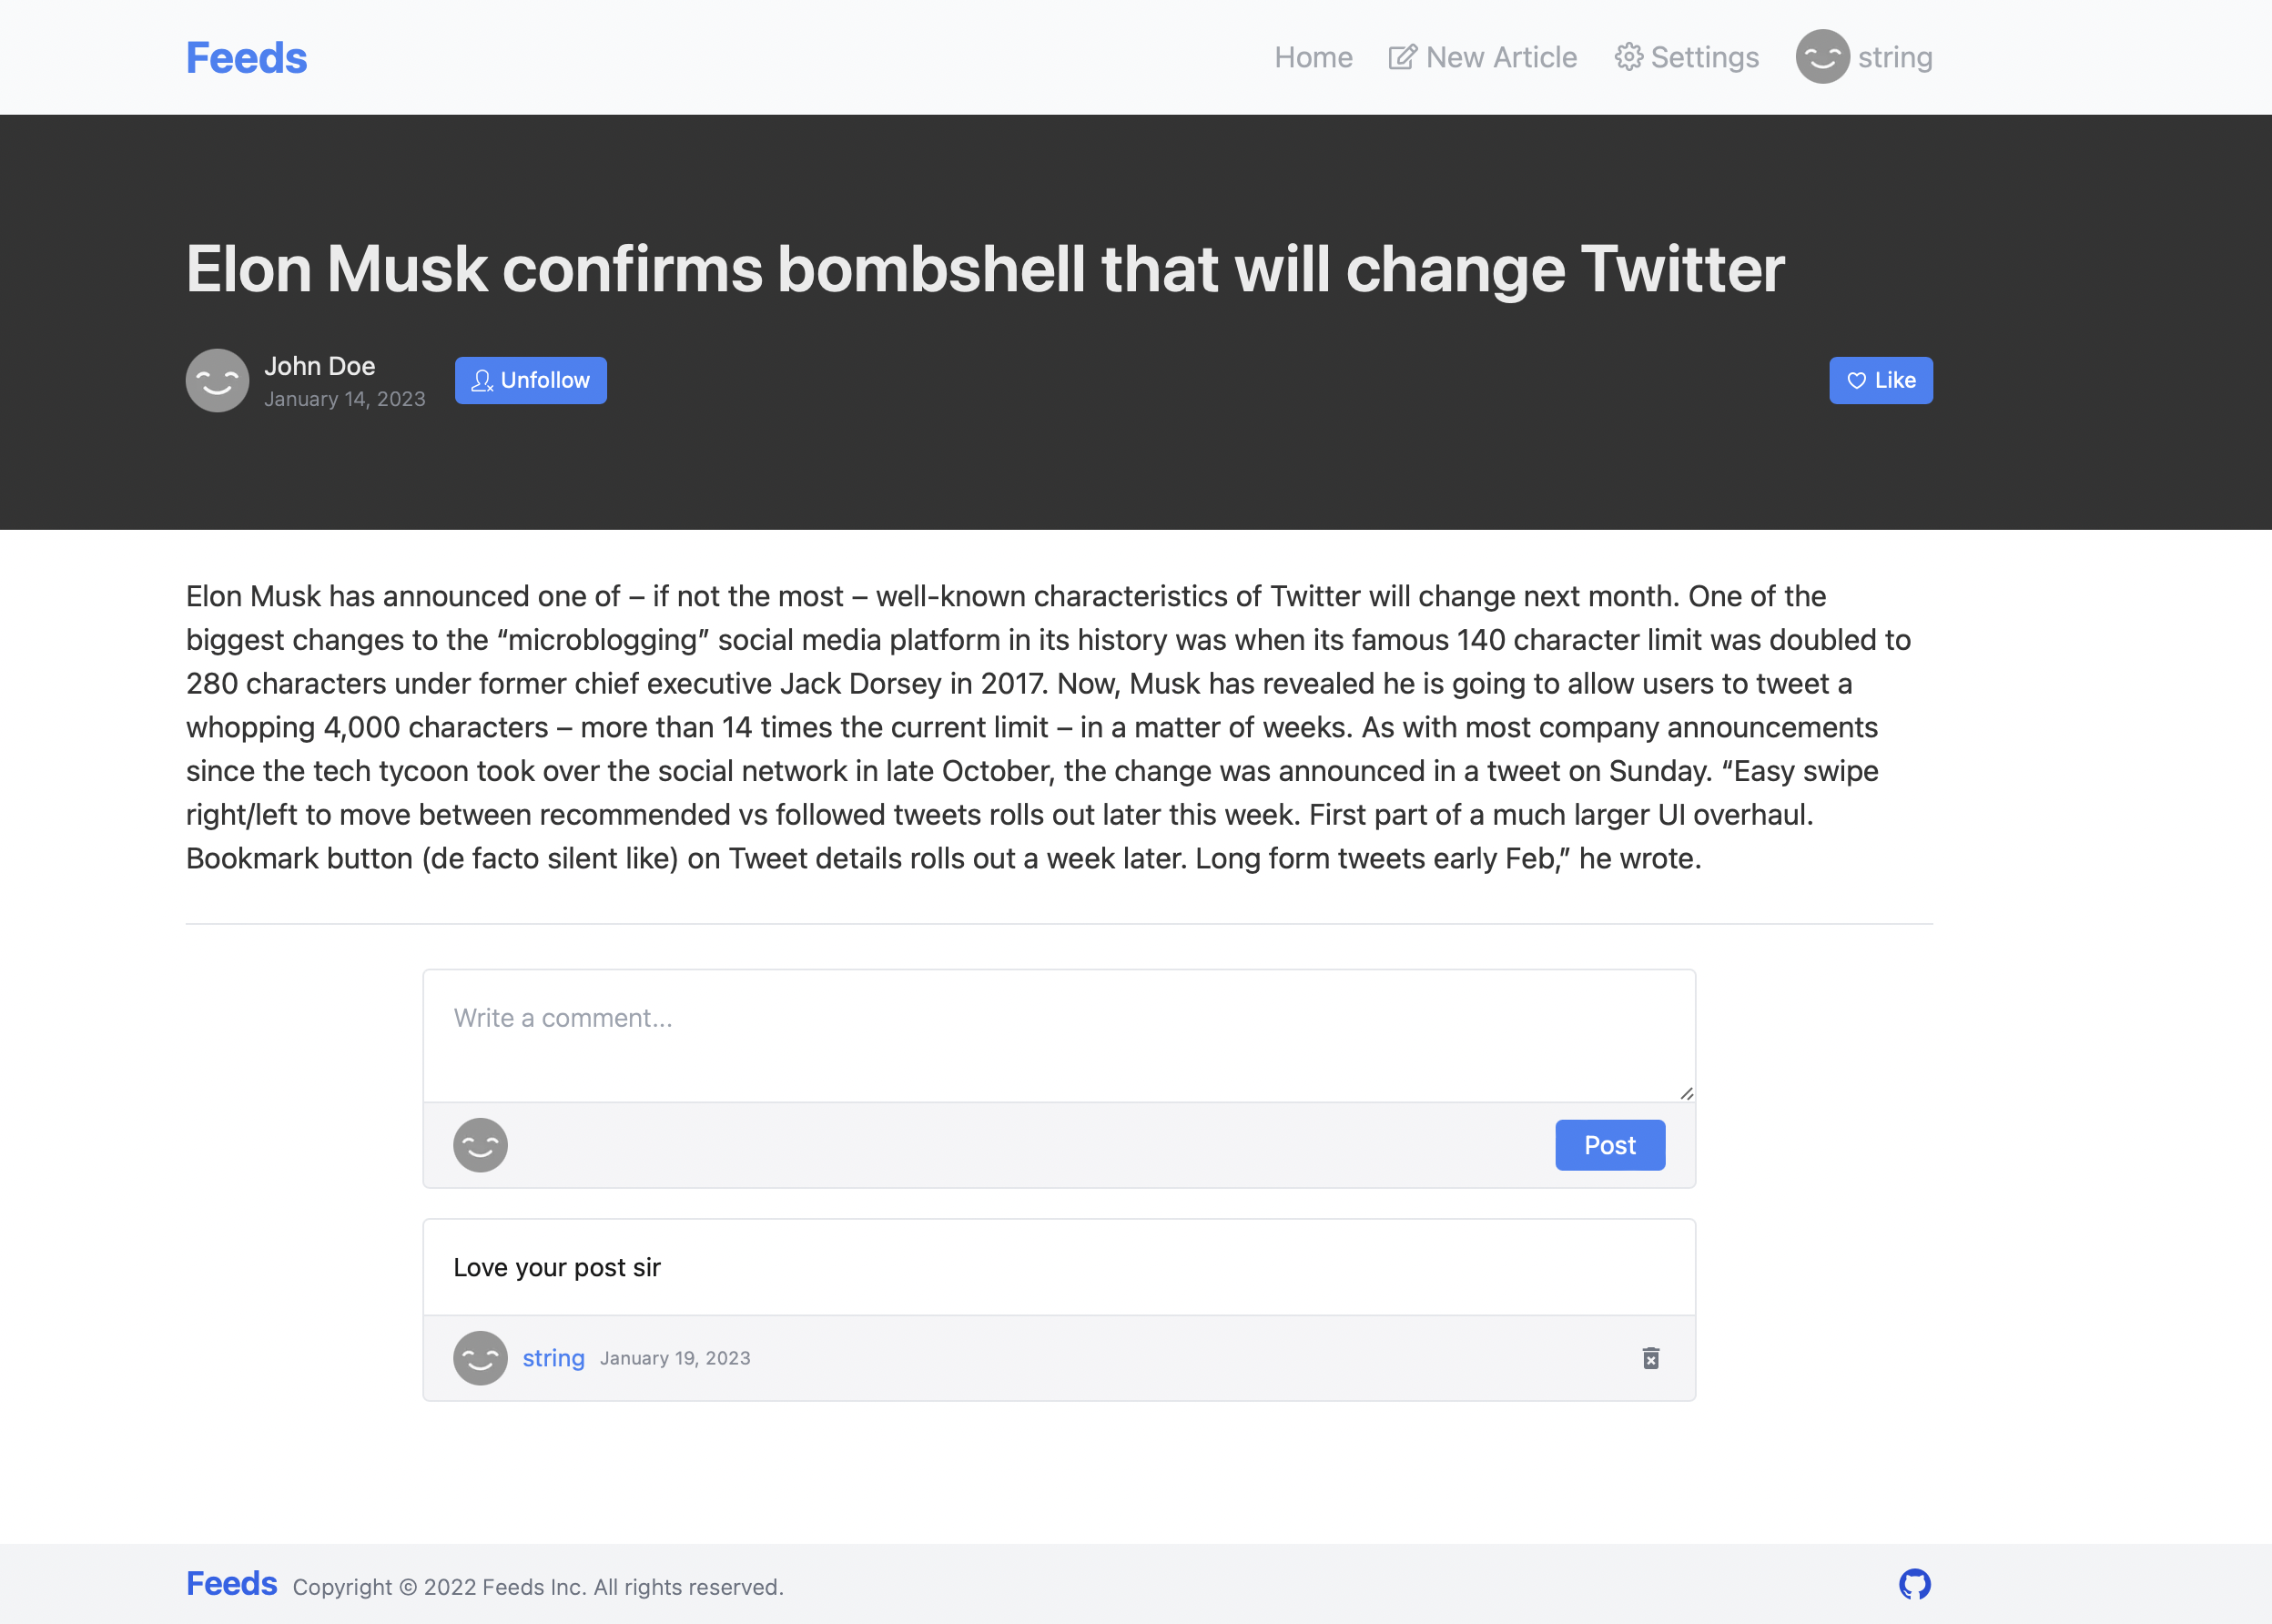 Feeds
Home
New Article
Settings
string
Elon Musk confirms bombshell that will change Twitter
John Doe
January 14, 2023
Unfollow
Like
Elon Musk has announced one of – if not the most – well-known characteristics of Twitter will change next month. One of the
biggest changes to the “microblogging” social media platform in its history was when its famous 140 character limit was doubled to
280 characters under former chief executive Jack Dorsey in 2017. Now, Musk has revealed he is going to allow users to tweet a
whopping 4,000 characters – more than 14 times the current limit – in a matter of weeks. As with most company announcements
since the tech tycoon took over the social network in late October, the change was announced in a tweet on Sunday. “Easy swipe
right/left to move between recommended vs followed tweets rolls out later this week. First part of a much larger UI overhaul.
Bookmark button (de facto silent like) on Tweet details rolls out a week later. Long form tweets early Feb,” he wrote.
Write a comment...
Post
Love your post sir
string January 19, 2023
Feeds Copyright © 2022 Feeds Inc. All rights reserved.